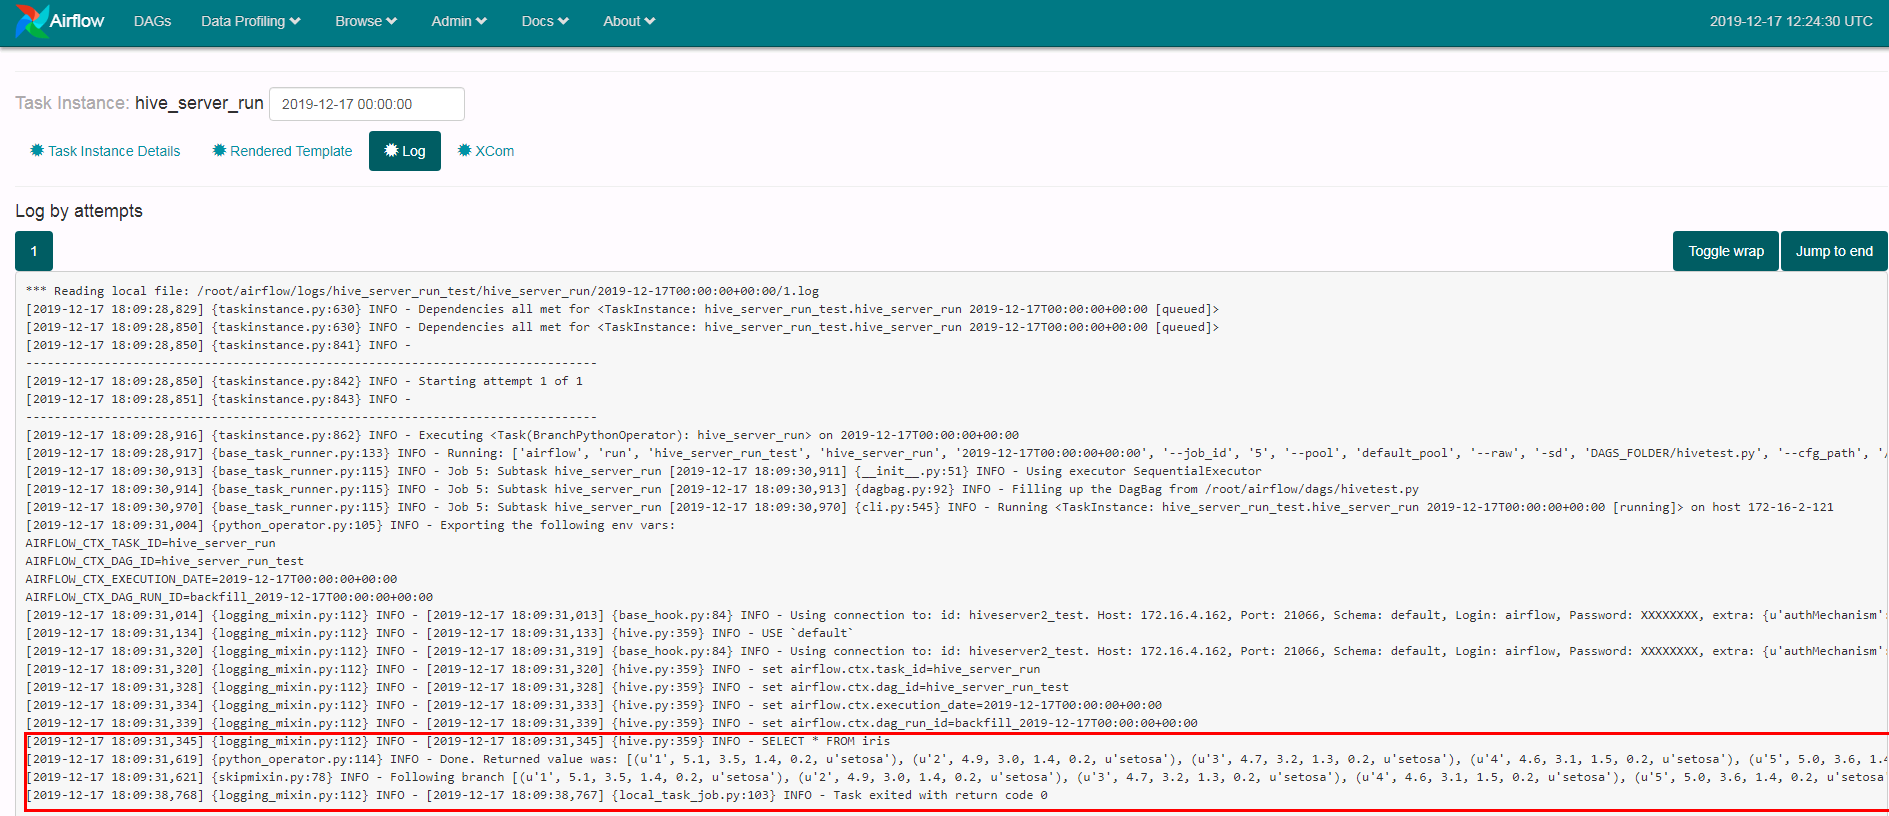 Airflow DAGs Data Profiling Browse Admin Docs About 2019-12-17 12:24:30 UTC
Task Instance: hive_server_run 2019-12-17 00:00:00
Task Instance Details Rendered Template Log XCom
Log by attempts
1 Toggle wrap Jump to end
*** Reading local file: /root/airflow/logs/hive_server_run_test/hive_server_run/2019-12-17T00:00:00+00:00/1.log
[2019-12-17 18:09:28,829] {taskinstance.py:630} INFO - Dependencies all met for <TaskInstance: hive_server_run_test.hive_server_run 2019-12-17T00:00:00+00:00 [queued]>
[2019-12-17 18:09:28,850] {taskinstance.py:630} INFO - Dependencies all met for <TaskInstance: hive_server_run_test.hive_server_run 2019-12-17T00:00:00+00:00 [queued]>
[2019-12-17 18:09:28,850] {taskinstance.py:841} INFO -
--------------------------------------------------------------------------------
[2019-12-17 18:09:28,850] {taskinstance.py:842} INFO - Starting attempt 1 of 1
[2019-12-17 18:09:28,851] {taskinstance.py:843} INFO -
--------------------------------------------------------------------------------
[2019-12-17 18:09:28,916] {taskinstance.py:862} INFO - Executing <Task(BranchPythonOperator): hive_server_run> on 2019-12-17T00:00:00+00:00
[2019-12-17 18:09:28,917] {base_task_runner.py:133} INFO - Running: ['airflow', 'run', 'hive_server_run_test', 'hive_server_run', '2019-12-17T00:00:00+00:00', '--job_id', '5', '--pool', 'default_pool', '--raw', '-sd', 'DAGS_FOLDER/hivetest.py', '--cfg_path', '/
[2019-12-17 18:09:30,913] {base_task_runner.py:115} INFO - Job 5: Subtask hive_server_run [2019-12-17 18:09:30,911] {__init__.py:51} INFO - Using executor SequentialExecutor
[2019-12-17 18:09:30,914] {base_task_runner.py:115} INFO - Job 5: Subtask hive_server_run [2019-12-17 18:09:30,913] {dagbag.py:92} INFO - Filling up the DagBag from /root/airflow/dags/hivetest.py
[2019-12-17 18:09:30,970] {base_task_runner.py:115} INFO - Job 5: Subtask hive_server_run [2019-12-17 18:09:30,970] {cli.py:545} INFO - Running <TaskInstance: hive_server_run_test.hive_server_run 2019-12-17T00:00:00+00:00 [running]> on host 172-16-2-121
[2019-12-17 18:09:31,004] {python_operator.py:105} INFO - Exporting the following env vars:
AIRFLOW_CTX_TASK_ID=hive_server_run
AIRFLOW_CTX_DAG_ID=hive_server_run_test
AIRFLOW_CTX_EXECUTION_DATE=2019-12-17T00:00:00+00:00
AIRFLOW_CTX_DAG_RUN_ID=backfill_2019-12-17T00:00:00+00:00
[2019-12-17 18:09:31,014] {logging_mixin.py:112} INFO - [2019-12-17 18:09:31,013] {base_hook.py:84} INFO - Using connection to: id: hiveserver2_test. Host: 172.16.4.162, Port: 21066, Schema: default, Login: airflow, Password: XXXXXXXX, extra: {u'authMechanism':
[2019-12-17 18:09:31,134] {logging_mixin.py:112} INFO - [2019-12-17 18:09:31,133] {hive.py:359} INFO - USE `default`
[2019-12-17 18:09:31,320] {logging_mixin.py:112} INFO - [2019-12-17 18:09:31,319] {base_hook.py:84} INFO - Using connection to: id: hiveserver2_test. Host: 172.16.4.162, Port: 21066, Schema: default, Login: airflow, Password: XXXXXXXX, extra: {u'authMechanism':
[2019-12-17 18:09:31,320] {logging_mixin.py:112} INFO - [2019-12-17 18:09:31,320] {hive.py:359} INFO - set airflow.ctx.task_id=hive_server_run
[2019-12-17 18:09:31,328] {logging_mixin.py:112} INFO - [2019-12-17 18:09:31,328] {hive.py:359} INFO - set airflow.ctx.dag_id=hive_server_run_test
[2019-12-17 18:09:31,334] {logging_mixin.py:112} INFO - [2019-12-17 18:09:31,333] {hive.py:359} INFO - set airflow.ctx.execution_date=2019-12-17T00:00:00+00:00
[2019-12-17 18:09:31,339] {logging_mixin.py:112} INFO - [2019-12-17 18:09:31,339] {hive.py:359} INFO - set airflow.ctx.dag_run_id=backfill_2019-12-17T00:00:00+00:00
[2019-12-17 18:09:31,345] {logging_mixin.py:112} INFO - [2019-12-17 18:09:31,345] {hive.py:359} INFO - SELECT * FROM iris
[2019-12-17 18:09:31,619] {python_operator.py:114} INFO - Done. Returned value was: [(u'1', 5.1, 3.5, 1.4, 0.2, u'setosa'), (u'2', 4.9, 3.0, 1.4, 0.2, u'setosa'), (u'3', 4.7, 3.2, 1.3, 0.2, u'setosa'), (u'4', 4.6, 3.1, 1.5, 0.2, u'setosa'), (u'5', 5.0, 3.6, 1.4
[2019-12-17 18:09:31,621] {skipmixin.py:78} INFO - Following branch [(u'1', 5.1, 3.5, 1.4, 0.2, u'setosa'), (u'2', 4.9, 3.0, 1.4, 0.2, u'setosa'), (u'3', 4.7, 3.2, 1.3, 0.2, u'setosa'), (u'4', 4.6, 3.1, 1.5, 0.2, u'setosa'), (u'5', 5.0, 3.6, 1.4, 0.2, u'setosa'
[2019-12-17 18:09:38,768] {logging_mixin.py:112} INFO - [2019-12-17 18:09:38,767] {local_task_job.py:103} INFO - Task exited with return code 0